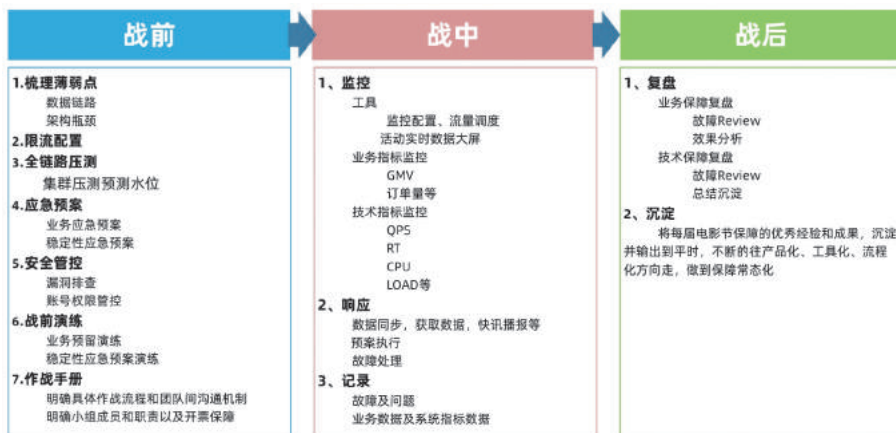 战前
1.梳理薄弱点
数据链路
架构瓶颈
2.限流配置
3.全链路压测
集群压测预测水位
4.应急预案
业务应急预案
稳定性应急预案
5.安全管控
漏洞排查
账号权限管控
6.战前演练
业务预留演练
稳定性应急预案演练
7.作战手册
明确具体作战流程和团队间沟通机制
明确小组成员和职责以及开票保障
战中
1、监控
工具
监控配置、流量调度
活动实时数据大屏
业务指标监控
GMV
订单量等
技术指标监控
QPS
RT
CPU
LOAD等
2、响应
数据同步，获取数据，快讯播报等
预案执行
故障处理
3、记录
故障及问题
业务数据及系统指标数据
战后
1、复盘
业务保障复盘
故障Review
效果分析
技术保障复盘
故障Review
总结沉淀
2、沉淀
将每届电影节保障的优秀经验和成果，沉淀
并输出到平时，不断的往产品化、工具化、流程
化方向走，做到保障常态化